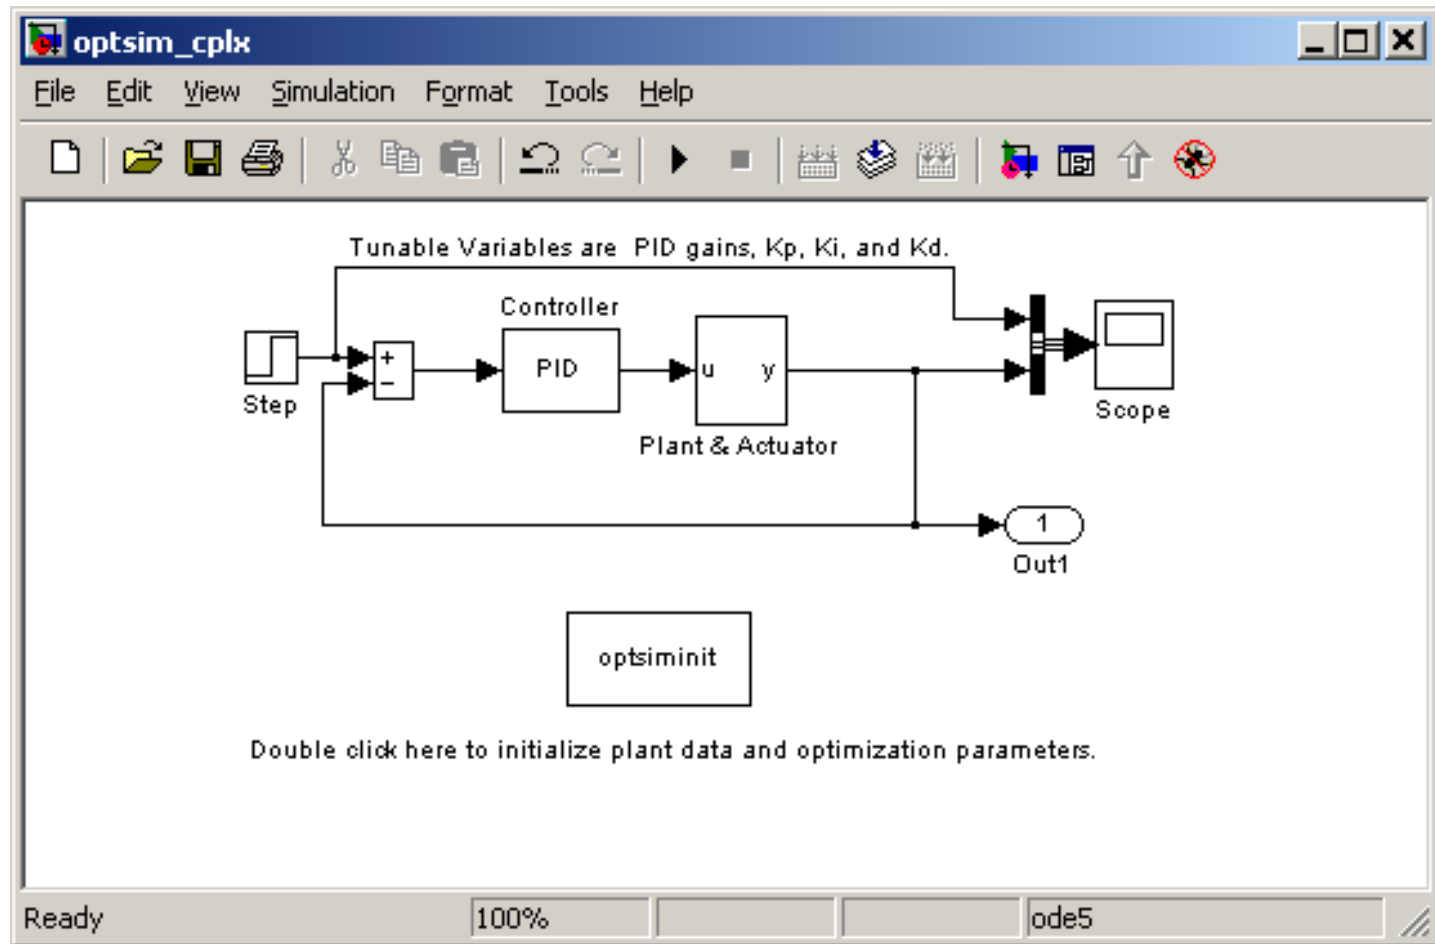 optsim_cplx
File Edit View Simulation Format Tools Help
Tunable Variables are PID gains, Kp, Ki, and Kd.
Controller
+
−
PID
u y
Step
Scope
Plant & Actuator
1
Out1
optsiminit
Double click here to initialize plant data and optimization parameters.
Ready 100% ode5